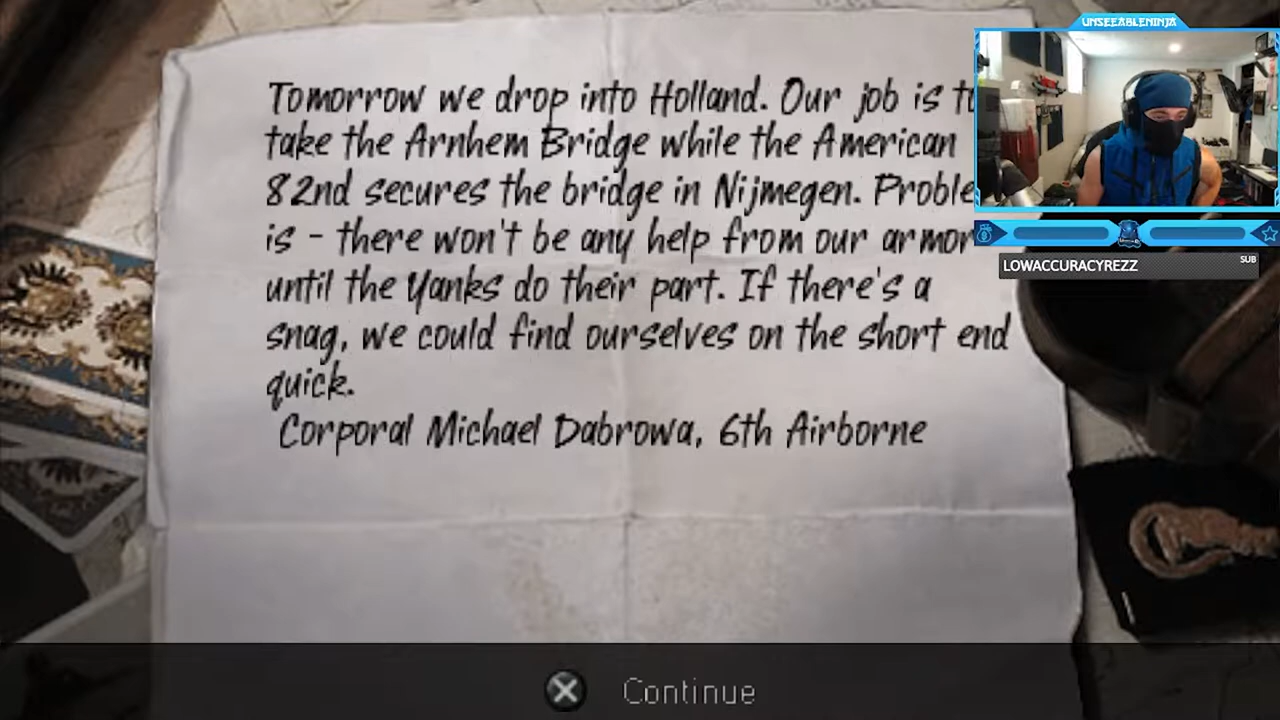 UNSEEABLENINJA
Tomorrow we drop into Holland. Our job is
take the Arnhem Bridge while the American
82nd secures the bridge in Nijmegen.
is - there won't be any help from our armor
until the Yanks do their part. If there's a
snag, we could find ourselves on the short end
quick.
Corporal Michael Dabrowa, 6th Airborne
LOWACCURACYREZZ
SUB
Continue